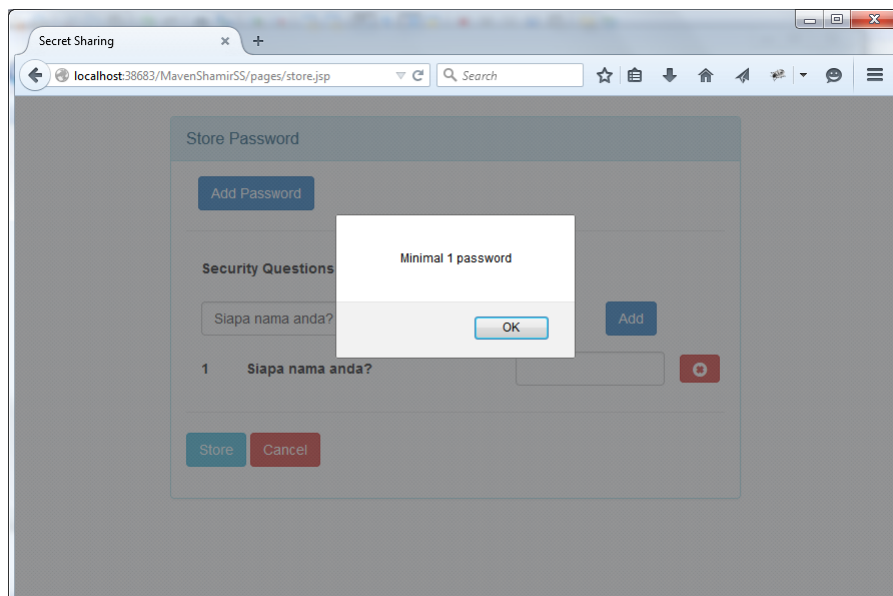 Secret Sharing
localhost:38683/MavenShamirSS/pages/store.jsp
Search
Store Password
Add Password
Minimal 1 password
Security Questions
OK
Siapa nama anda?
Add
1 Siapa nama anda?
Store Cancel